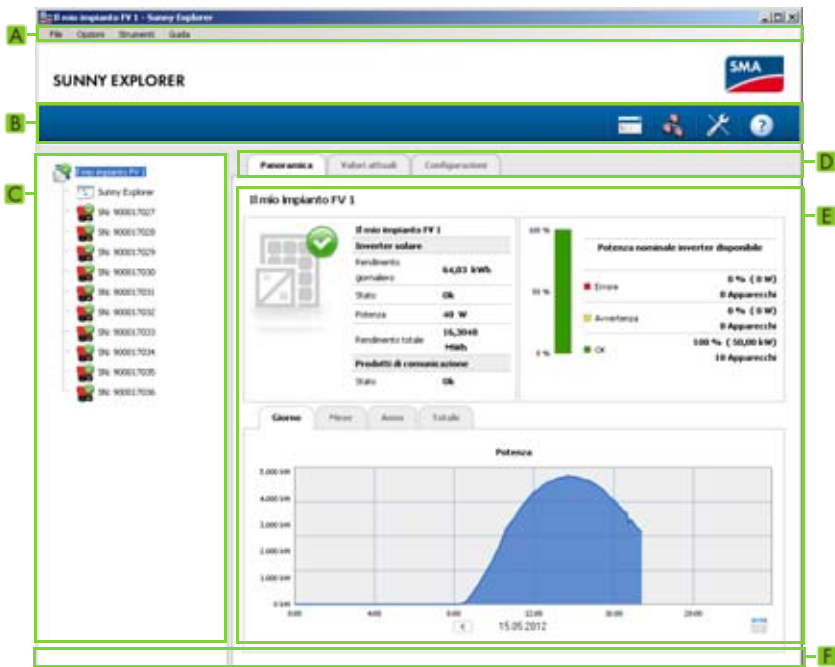 Il mio impianto FV 1 - Sunny Explorer
A
File Opzioni Strumenti Guida
SUNNY EXPLORER
SMA
B
?
C
Il mio impianto FV 1
Sunny Explorer
SN: 900017027
SN: 900017028
SN: 900017029
SN: 900017030
SN: 900017031
SN: 900017032
SN: 900017033
SN: 900017034
SN: 900017035
SN: 900017036
Panoramica Valori attuali Configurazione
D
Il mio impianto FV 1
E
Il mio impianto FV 1
Inverter solare
Rendimento giornaliero 64,03 kWh
Stato Ok
Potenza 40 W
Rendimento totale 16,3048 MWh
Prodotti di comunicazione
Stato Ok
100 %
50 %
0 %
Potenza nominale inverter disponibile
Errore 0 % ( 0 W)
0 Apparecchi
Avvertenza 0 % ( 0 W)
0 Apparecchi
OK 100 % ( 50,00 kW)
10 Apparecchi
Giorno Mese Anno Totale
Potenza
5.000 kW
4.000 kW
3.000 kW
2.000 kW
1.000 kW
0 kW
0:00 4:00 8:00 12:00 16:00 20:00
15.05.2012
F